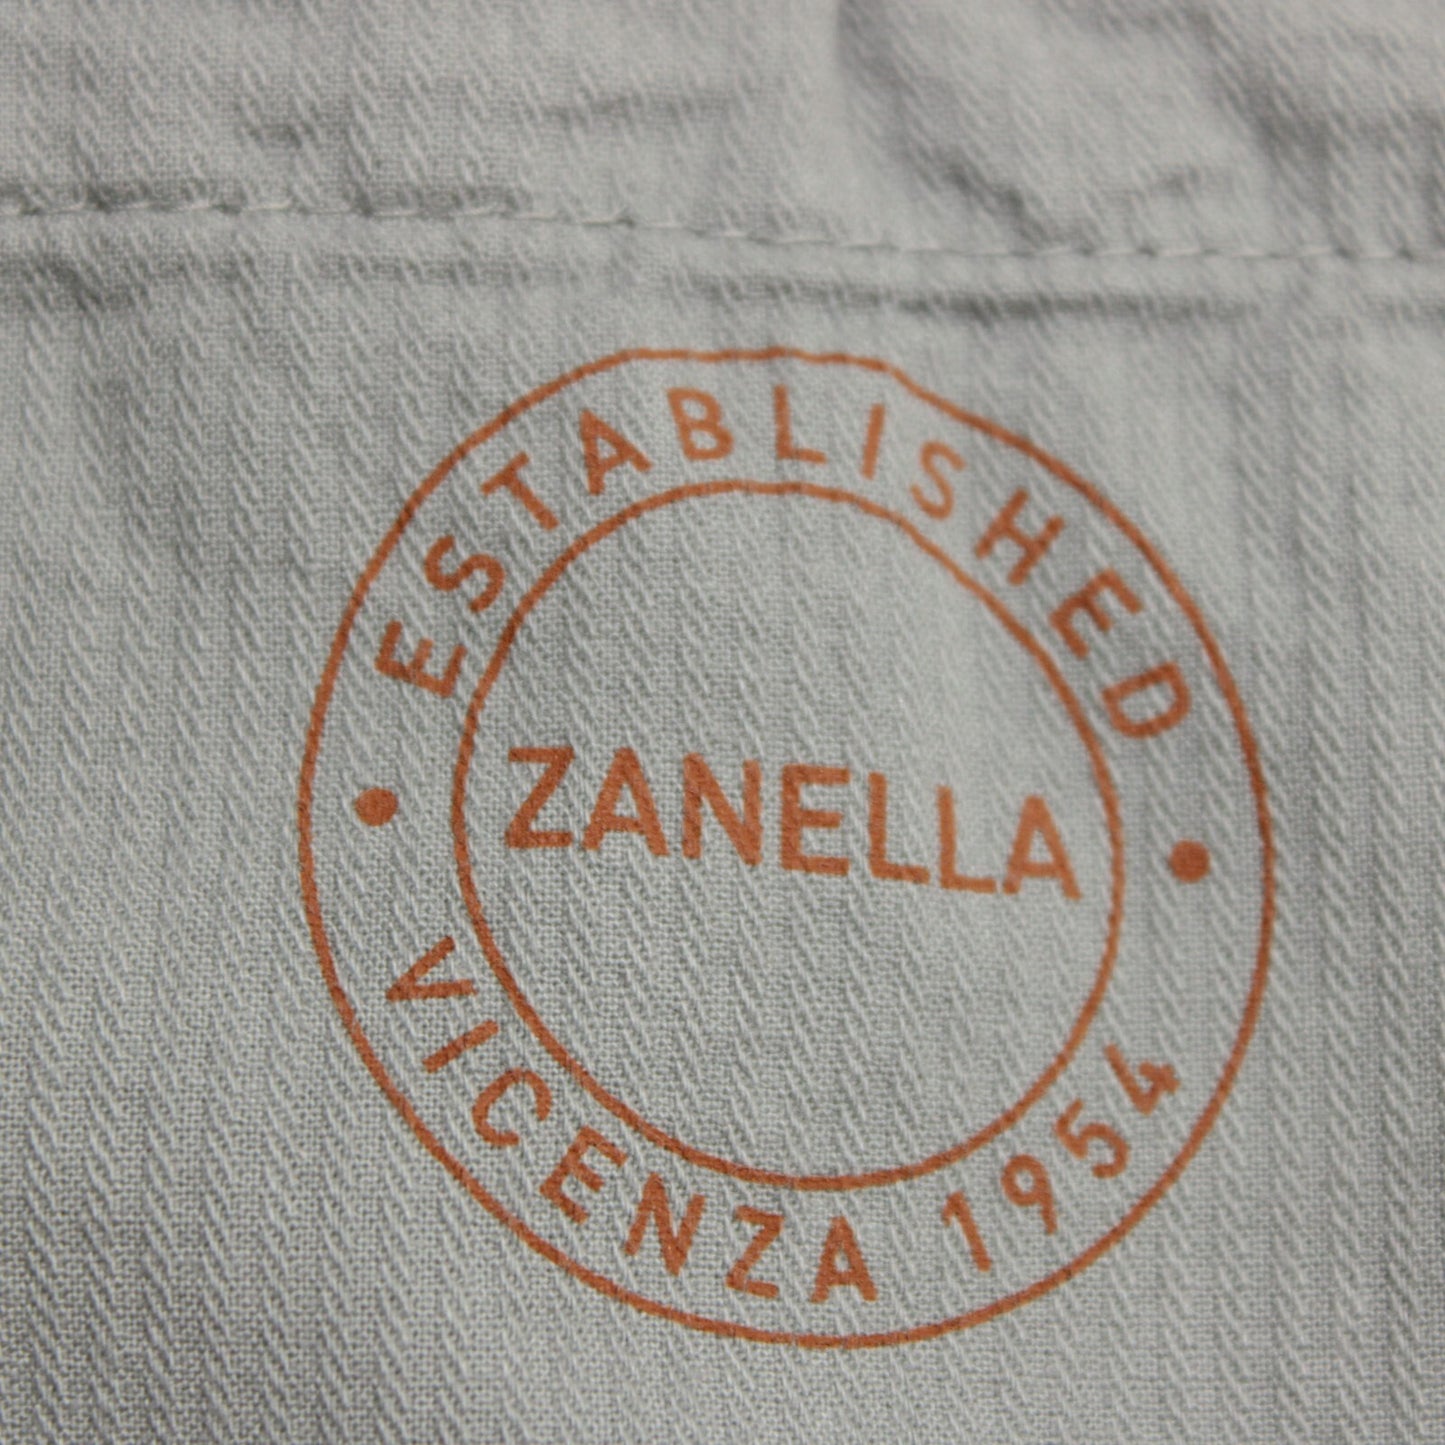 ESTABLISHED
ZANELLA
VICENZA 1954